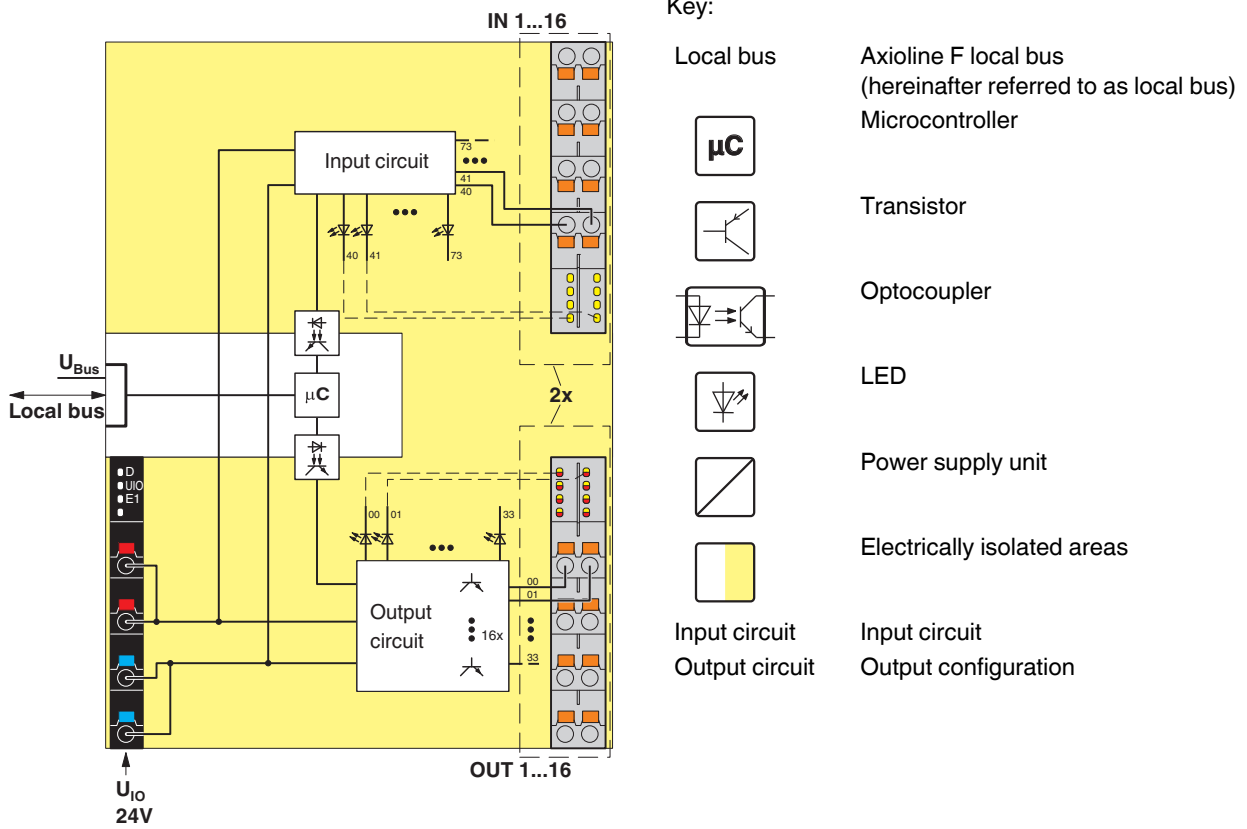 IN 1...16
Input circuit
73
41
40
40
41
73
U Bus
Local bus
µC
2x
D
UIO
E1
00
01
33
Output
circuit
16x
00
01
33
OUT 1...16
U IO
24V
Key:
Local bus
Axioline F local bus
(hereinafter referred to as local bus)
µC
Microcontroller
Transistor
Optocoupler
LED
Power supply unit
Electrically isolated areas
Input circuit
Input circuit
Output circuit
Output configuration